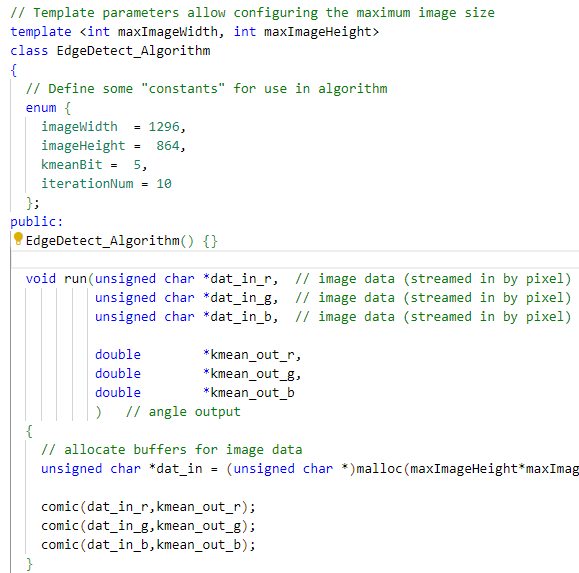 // Template parameters allow configuring the maximum image size
template <int maxImageWidth, int maxImageHeight>
class EdgeDetect_Algorithm
{
  // Define some "constants" for use in algorithm
  enum {
    imageWidth  = 1296,
    imageHeight =  864,
    kmeanBit =  5,
    iterationNum = 10
  };
public:
  EdgeDetect_Algorithm() {}

  void run(unsigned char *dat_in_r,  // image data (streamed in by pixel)
           unsigned char *dat_in_g,  // image data (streamed in by pixel)
           unsigned char *dat_in_b,  // image data (streamed in by pixel)

           double        *kmean_out_r,
           double        *kmean_out_g,
           double        *kmean_out_b
           )   // angle output
  {
    // allocate buffers for image data
    unsigned char *dat_in = (unsigned char *)malloc(maxImageHeight*maxImag

    comic(dat_in_r,kmean_out_r);
    comic(dat_in_g,kmean_out_g);
    comic(dat_in_b,kmean_out_b);
  }